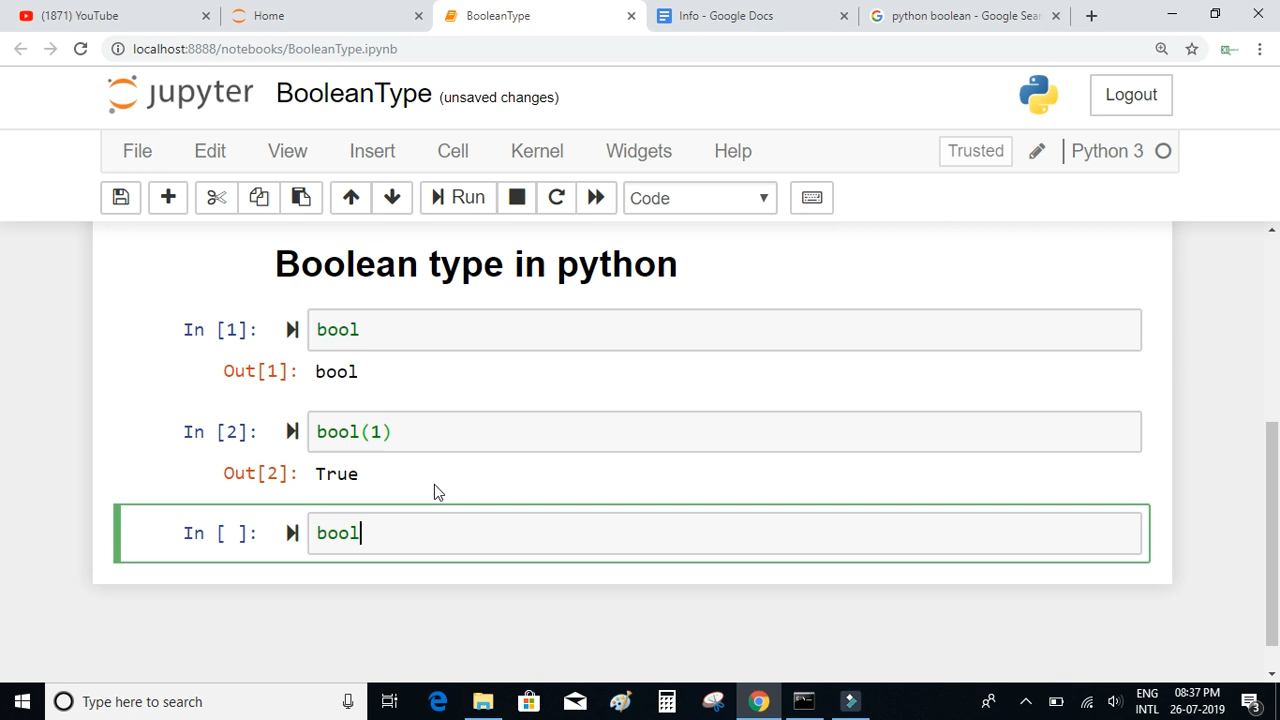 (1871) YouTube
Home
BooleanType
Info - Google Docs
python boolean - Google Sear
localhost:8888/notebooks/BooleanType.ipynb
jupyter BooleanType (unsaved changes)
Logout
File Edit View Insert Cell Kernel Widgets Help Trusted Python 3
Run Code
Boolean type in python
In [1]: bool
Out[1]: bool
In [2]: bool(1)
Out[2]: True
In [ ]: bool
Type here to search
ENG 08:37 PM
INTL 26-07-2019
3